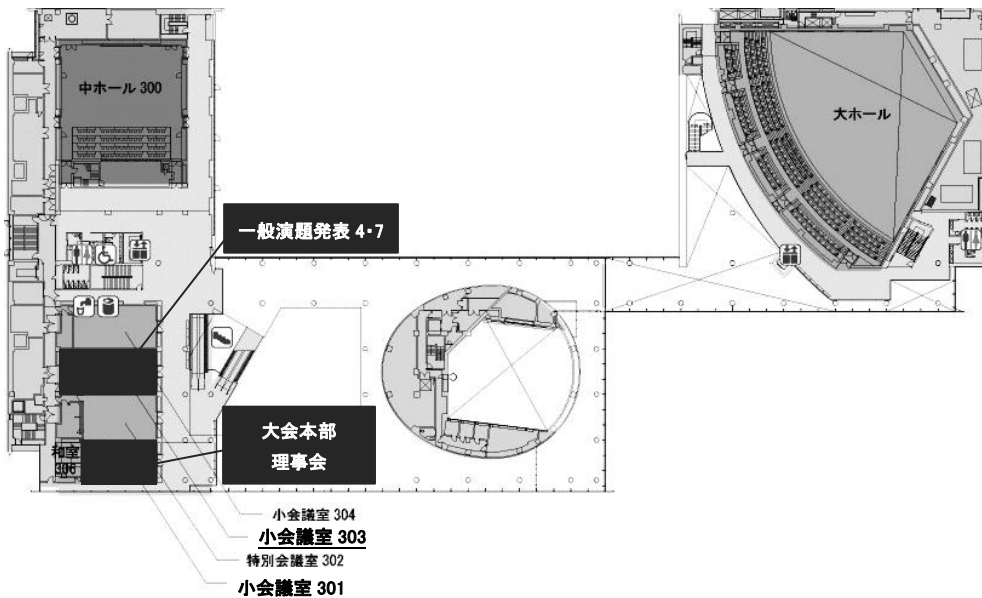 中ホール 300
大ホール
一般演題発表 4・7
大会本部
理事会
和室
306
小会議室 304
小会議室 303
特別会議室 302
小会議室 301